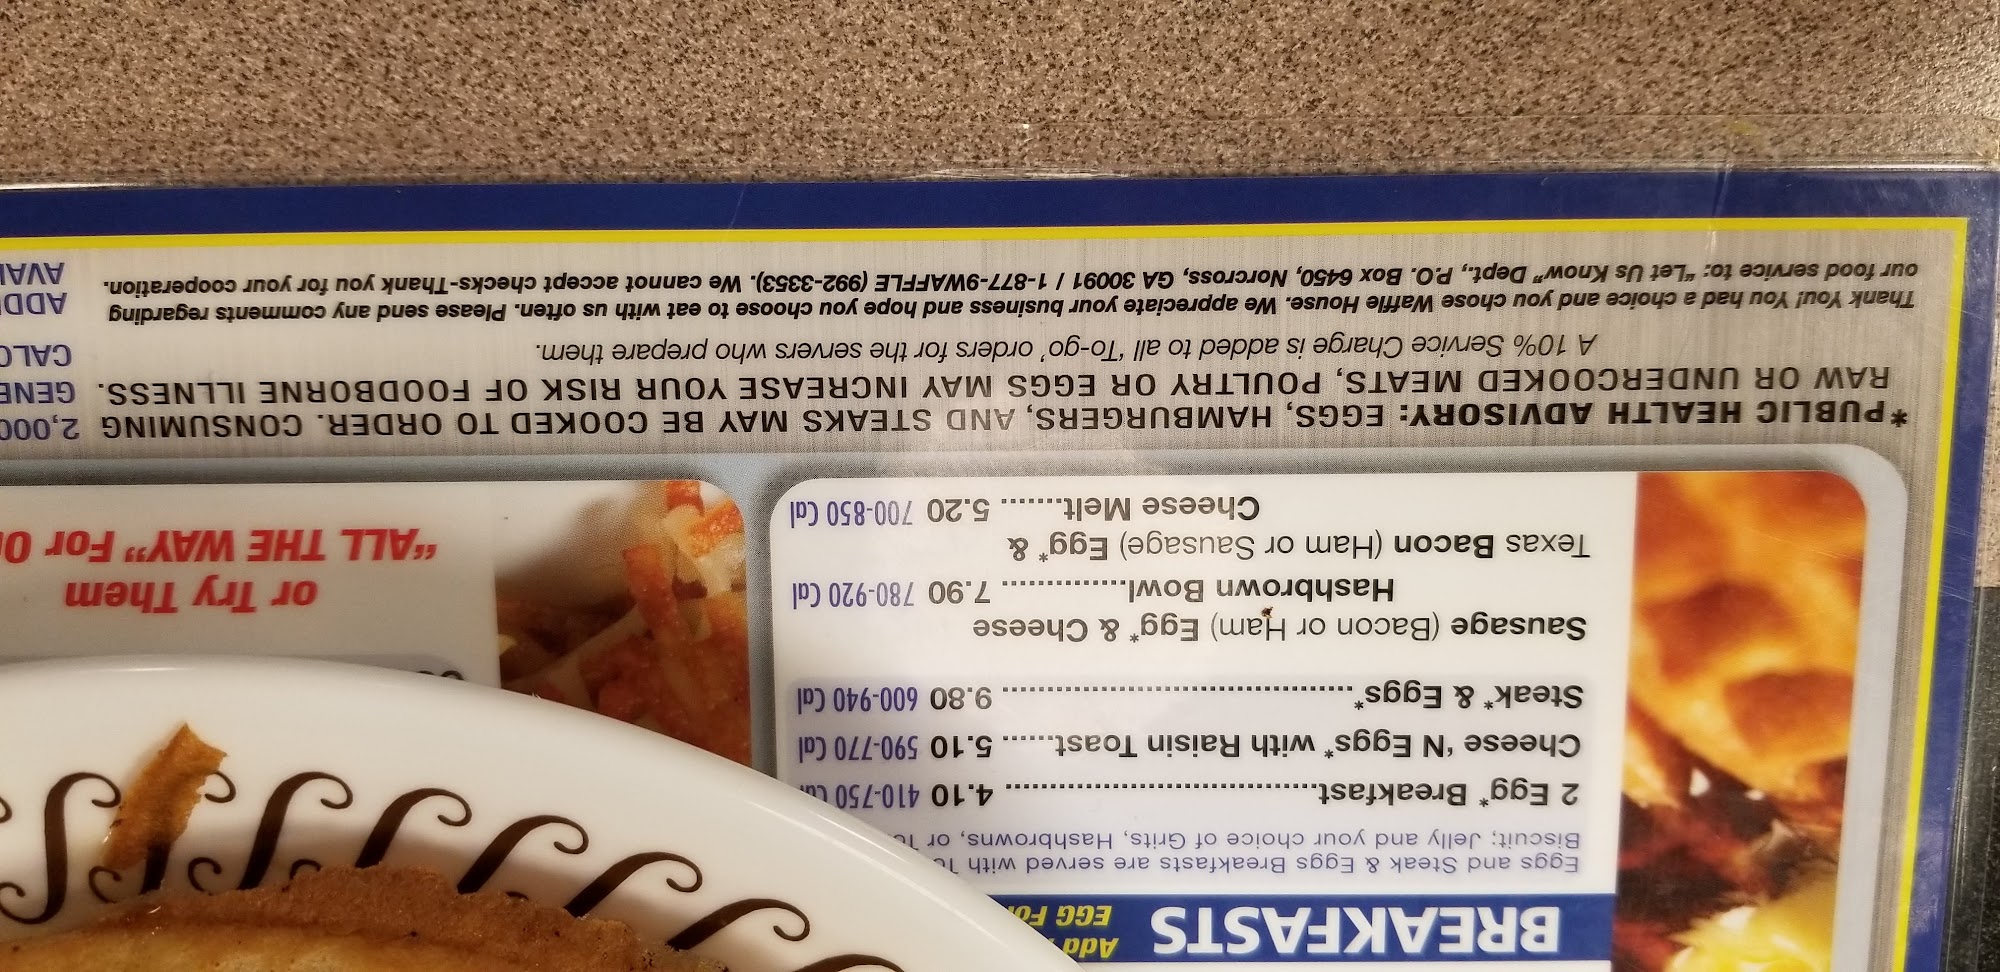 BREAKFASTS
Add
EGG For
Eggs and Steak & Eggs Breakfasts are served with
Biscuit; Jelly and your choice of Grits, Hashbrowns, or
2 Egg* Breakfast................................... 4.10 410-750
Cheese 'N Eggs* with Raisin Toast...... 5.10 590-770 Cal
Steak* & Eggs*...................................... 9.80 600-940 Cal
Sausage (Bacon or Ham) Egg* & Cheese
Hashbrown Bowl............... 7.90 780-920 Cal
Texas Bacon (Ham or Sausage) Egg* &
Cheese Melt........ 5.20 700-850 Cal
or Try Them
"ALL THE WAY" For
*PUBLIC HEALTH ADVISORY: EGGS, HAMBURGERS, AND STEAKS MAY BE COOKED TO ORDER. CONSUMING
RAW OR UNDERCOOKED MEATS, POULTRY OR EGGS MAY INCREASE YOUR RISK OF FOODBORNE ILLNESS.
A 10% Service Charge is added to all 'To-go' orders for the servers who prepare them.
Thank You! You had a choice and you chose Waffle House. We appreciate your business and hope you choose to eat with us often. Please send any comments regarding
our food service to: "Let Us Know" Dept., P.O. Box 6450, Norcross, GA 30091 / 1-877-9WAFFLE (992-3353). We cannot accept checks-Thank you for your cooperation.
2,000
GENE
CALO
ADD
AVAI